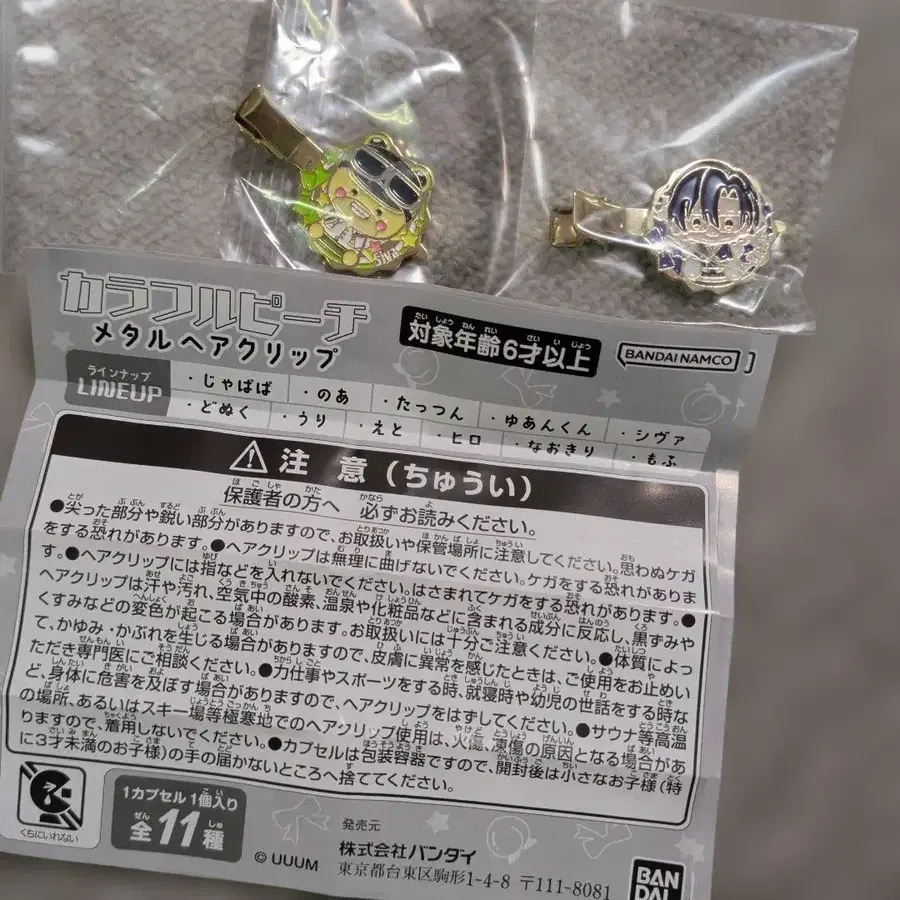 カラフルピーチ
メタルヘアクリップ
対象年齢6才以上
BANDAI NAMCO
ラインナップ
LINEUP
・じゃぱぱ ・のあ ・たっつん ・ゆあんくん ・シヴァ
・どぬく ・うり ・えと ・ヒロ ・なおきり ・もふ
注意(ちゅうい)
保護者の方へ 必ずお読みください。
●尖った部分や鋭い部分がありますので、お取扱いや保管場所に注意してください。思わぬケガ
をする恐れがあります。●ヘアクリップは無理に曲げないでください。ケガをする恐れがありま
す。●ヘアクリップには指などを入れないでください。はさまれてケガをする恐れがあります。●
ヘアクリップは汗や汚れ、空気中の酸素、温泉や化粧品などに含まれる成分に反応し、黒ずみや
くすみなどの変色が起こる場合があります。お取扱いには十分ご注意ください。●体質によっ
て、かゆみ・かぶれを生じる場合がありますので、皮膚に異常を感じたときは、ご使用をお止めい
ただき専門医にご相談ください。●力仕事やスポーツをする時、就寝時や幼児の世話をする時な
ど、身体に危害を及ぼす場合がありますので、ヘアクリップをはずしてください。●サウナ等高温
の場所、あるいはスキー場等極寒地でのヘアクリップ使用は、火傷、凍傷の原因となる場合があ
りますので、着用しないでください。●カプセルは包装容器ですので、開封後は小さなお子様(特
に3才未満のお子様)の手の届かないところへ捨ててください。
くちにいれない
1カプセル1個入り
全11種
© UUUM
発売元
株式会社バンダイ
東京都台東区駒形1-4-8 〒111-8081
BAN
DAI